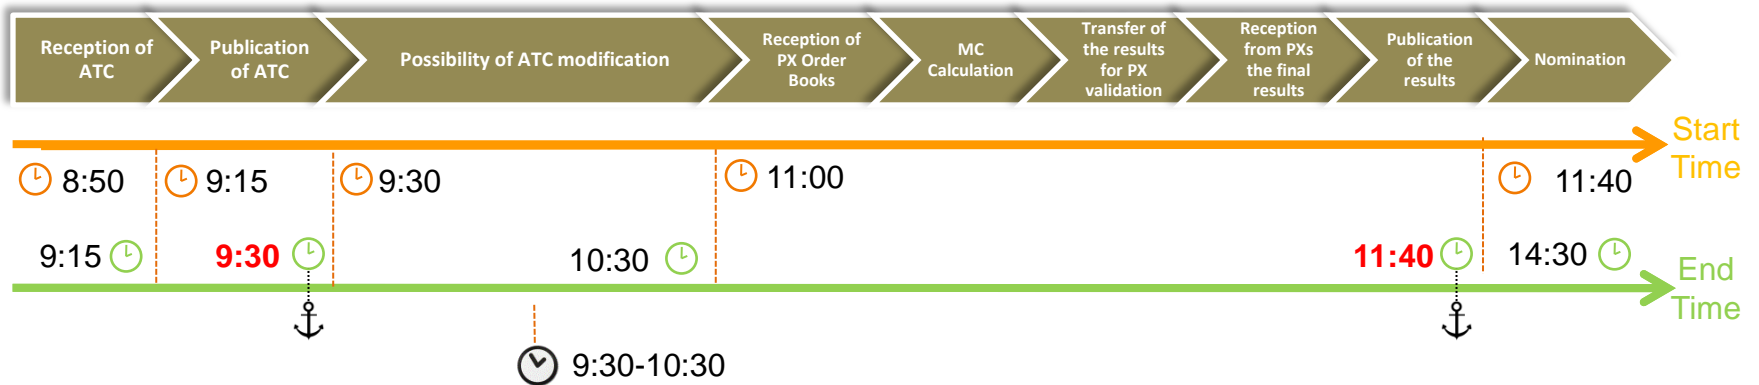 Reception of
ATC
Publication
of ATC
Possibility of ATC modification
Reception of
PX Order
Books
MC
Calculation
Transfer of
the results
for PX
validation
Reception
from PXs
the final
results
Publication
of the
results
Nomination
Start
Time
8:50
9:15
9:30
11:00
11:40
9:15
9:30
10:30
11:40
14:30
End
Time
9:30-10:30